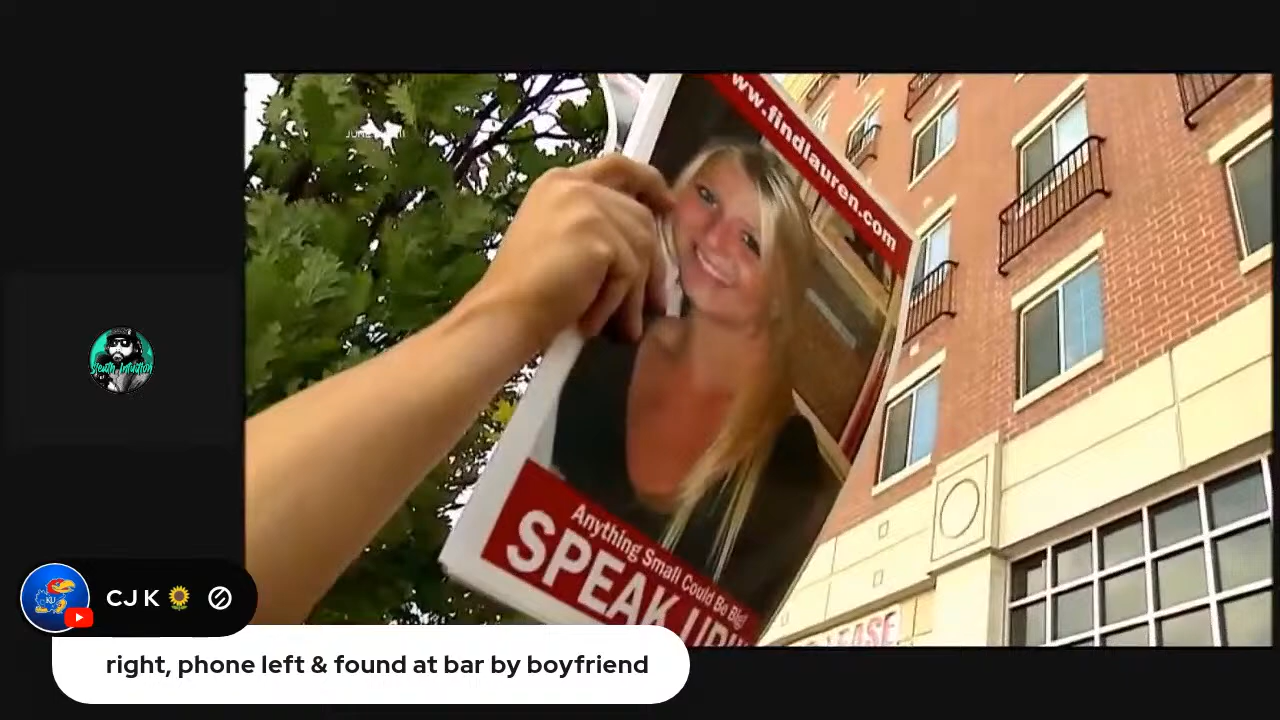 www.findlauren.com
Anything Small Could Be Big!
SPEAK UP!!!
CJ K 🌻
right, phone left & found at bar by boyfriend